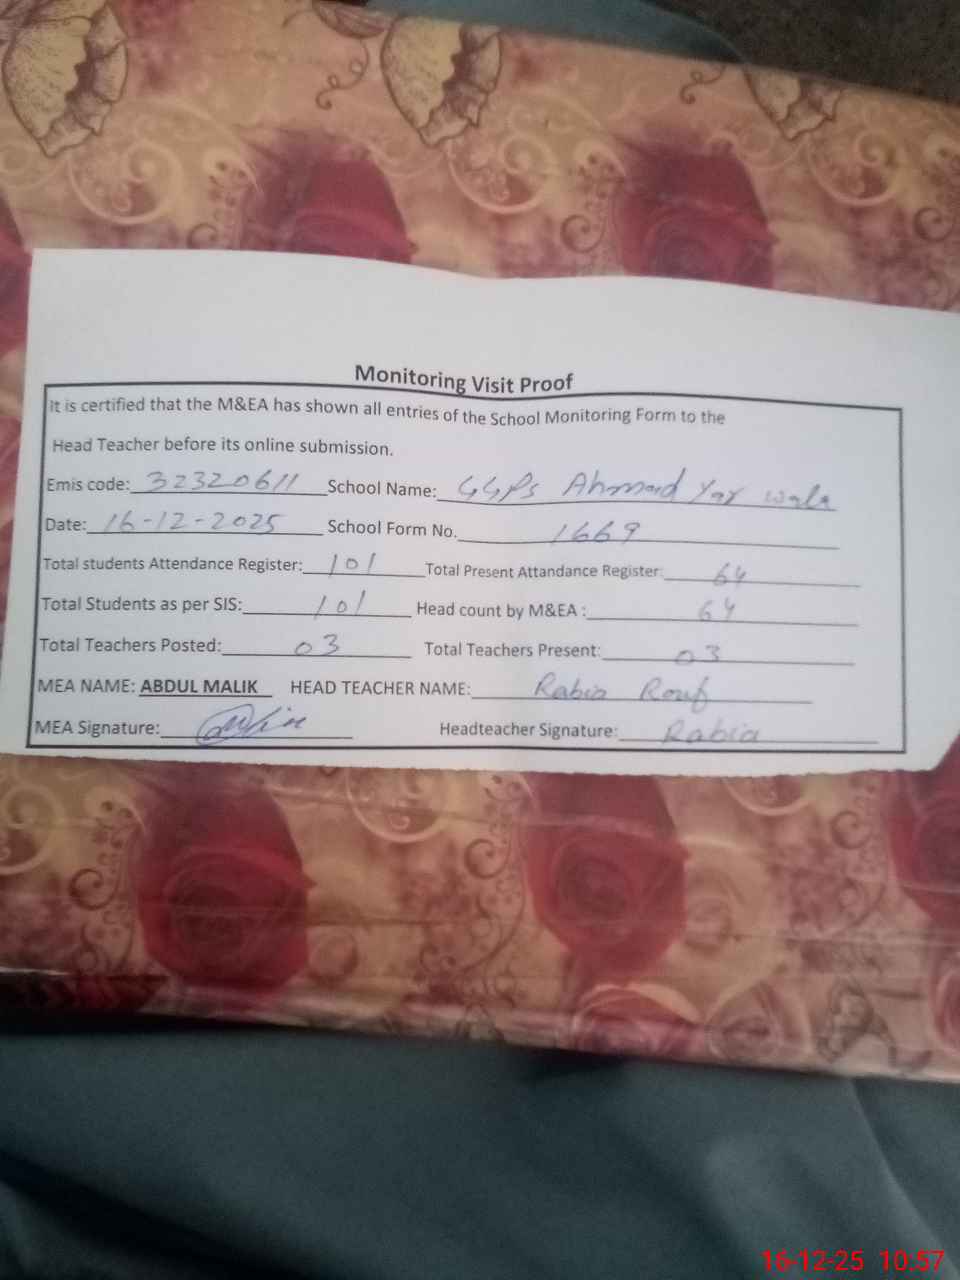 Monitoring Visit Proof
It is certified that the M&EA has shown all entries of the School Monitoring Form to the
Head Teacher before its online submission.
Emis code: 32320611 School Name: GGPS Ahmad Yar wala
Date: 16-12-2025 School Form No. 1669
Total students Attendance Register: 101 Total Present Attandance Register: 64
Total Students as per SIS: 101 Head count by M&EA : 64
Total Teachers Posted: 03 Total Teachers Present: 03
MEA NAME: ABDUL MALIK HEAD TEACHER NAME: Rabia Rouf
MEA Signature: Headteacher Signature: Rabia
16-12-25 10:57